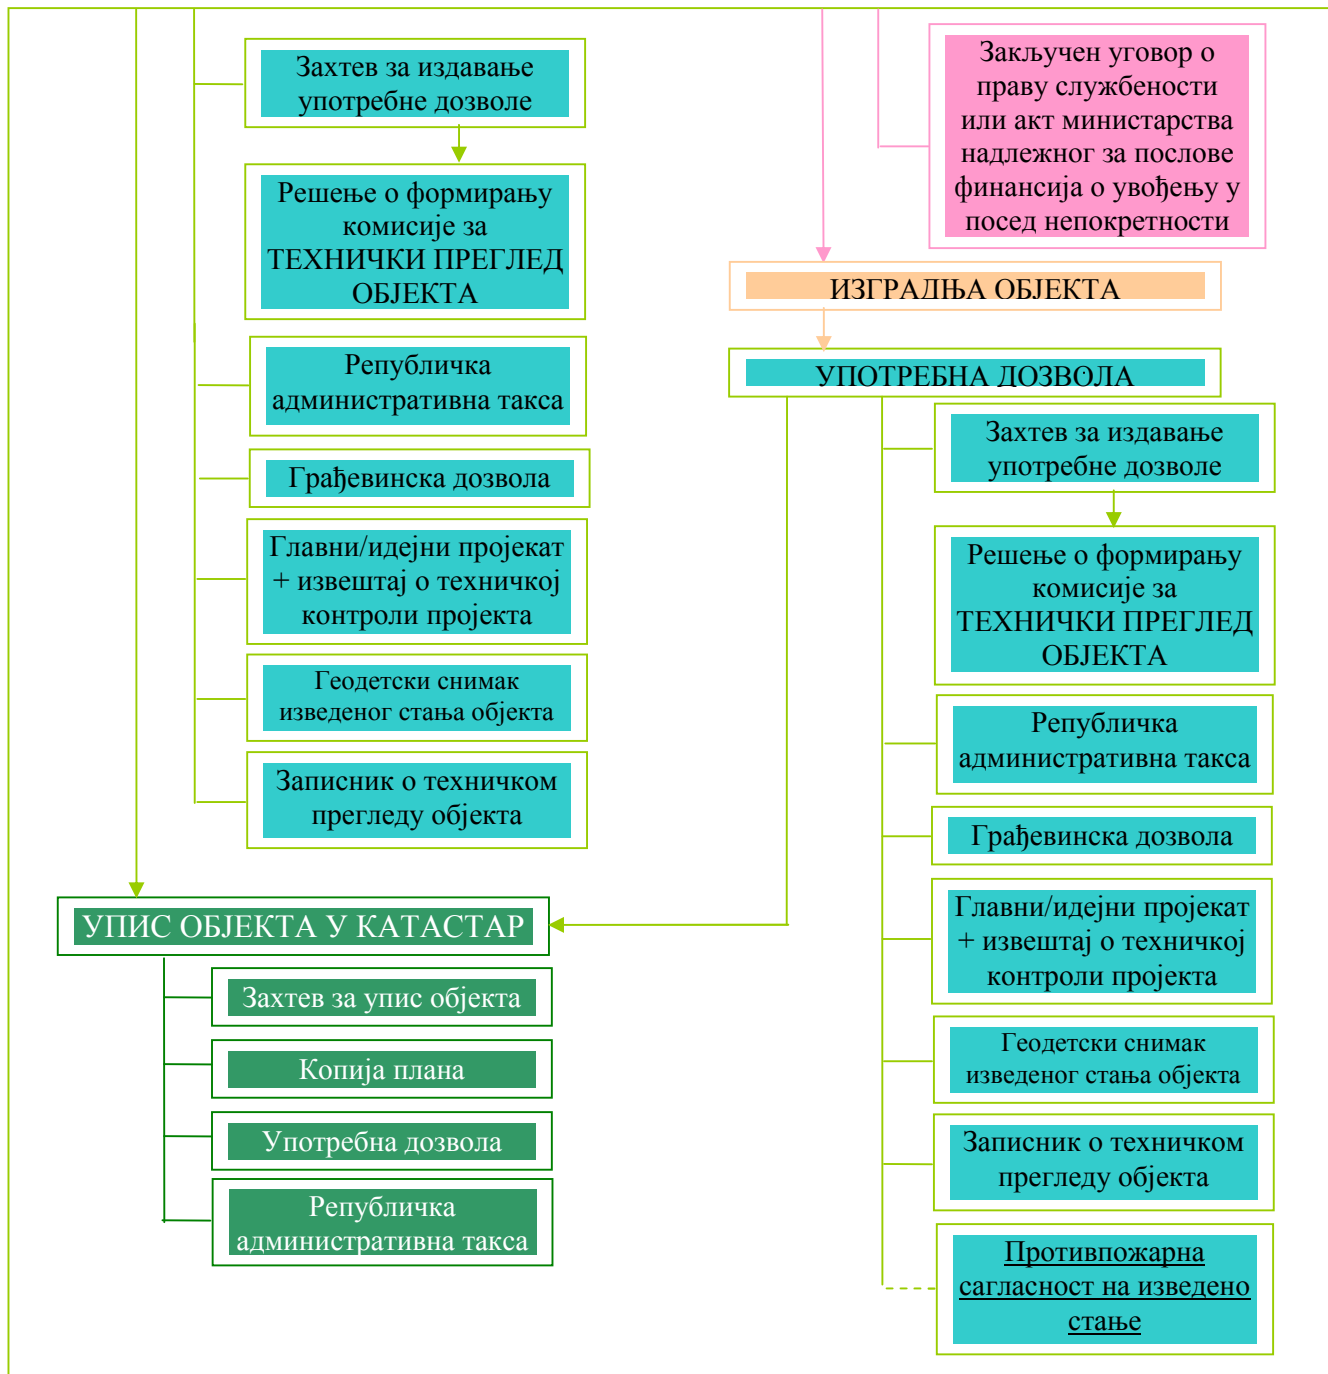 Захтев за издавање
употребне дозволе
Решење о формирању
комисије за
ТЕХНИЧКИ ПРЕГЛЕД
ОБЈЕКТА
Републичка
административна такса
Грађевинска дозвола
Главни/идејни пројекат
+ извештај о техничкој
контроли пројекта
Геодетски снимак
изведеног стања објекта
Записник о техничком
прегледу објекта
УПИС ОБЈЕКТА У КАТАСТАР
Захтев за упис објекта
Копија плана
Употребна дозвола
Републичка
административна такса
Закључен уговор о
праву службености
или акт министарства
надлежног за послове
финансија о увођењу у
посед непокретности
ИЗГРАДЊА ОБЈЕКТА
УПОТРЕБНА ДОЗВОЛА
Захтев за издавање
употребне дозволе
Решење о формирању
комисије за
ТЕХНИЧКИ ПРЕГЛЕД
ОБЈЕКТА
Републичка
административна такса
Грађевинска дозвола
Главни/идејни пројекат
+ извештај о техничкој
контроли пројекта
Геодетски снимак
изведеног стања објекта
Записник о техничком
прегледу објекта
Противпожарна
сагласност на изведено
стање